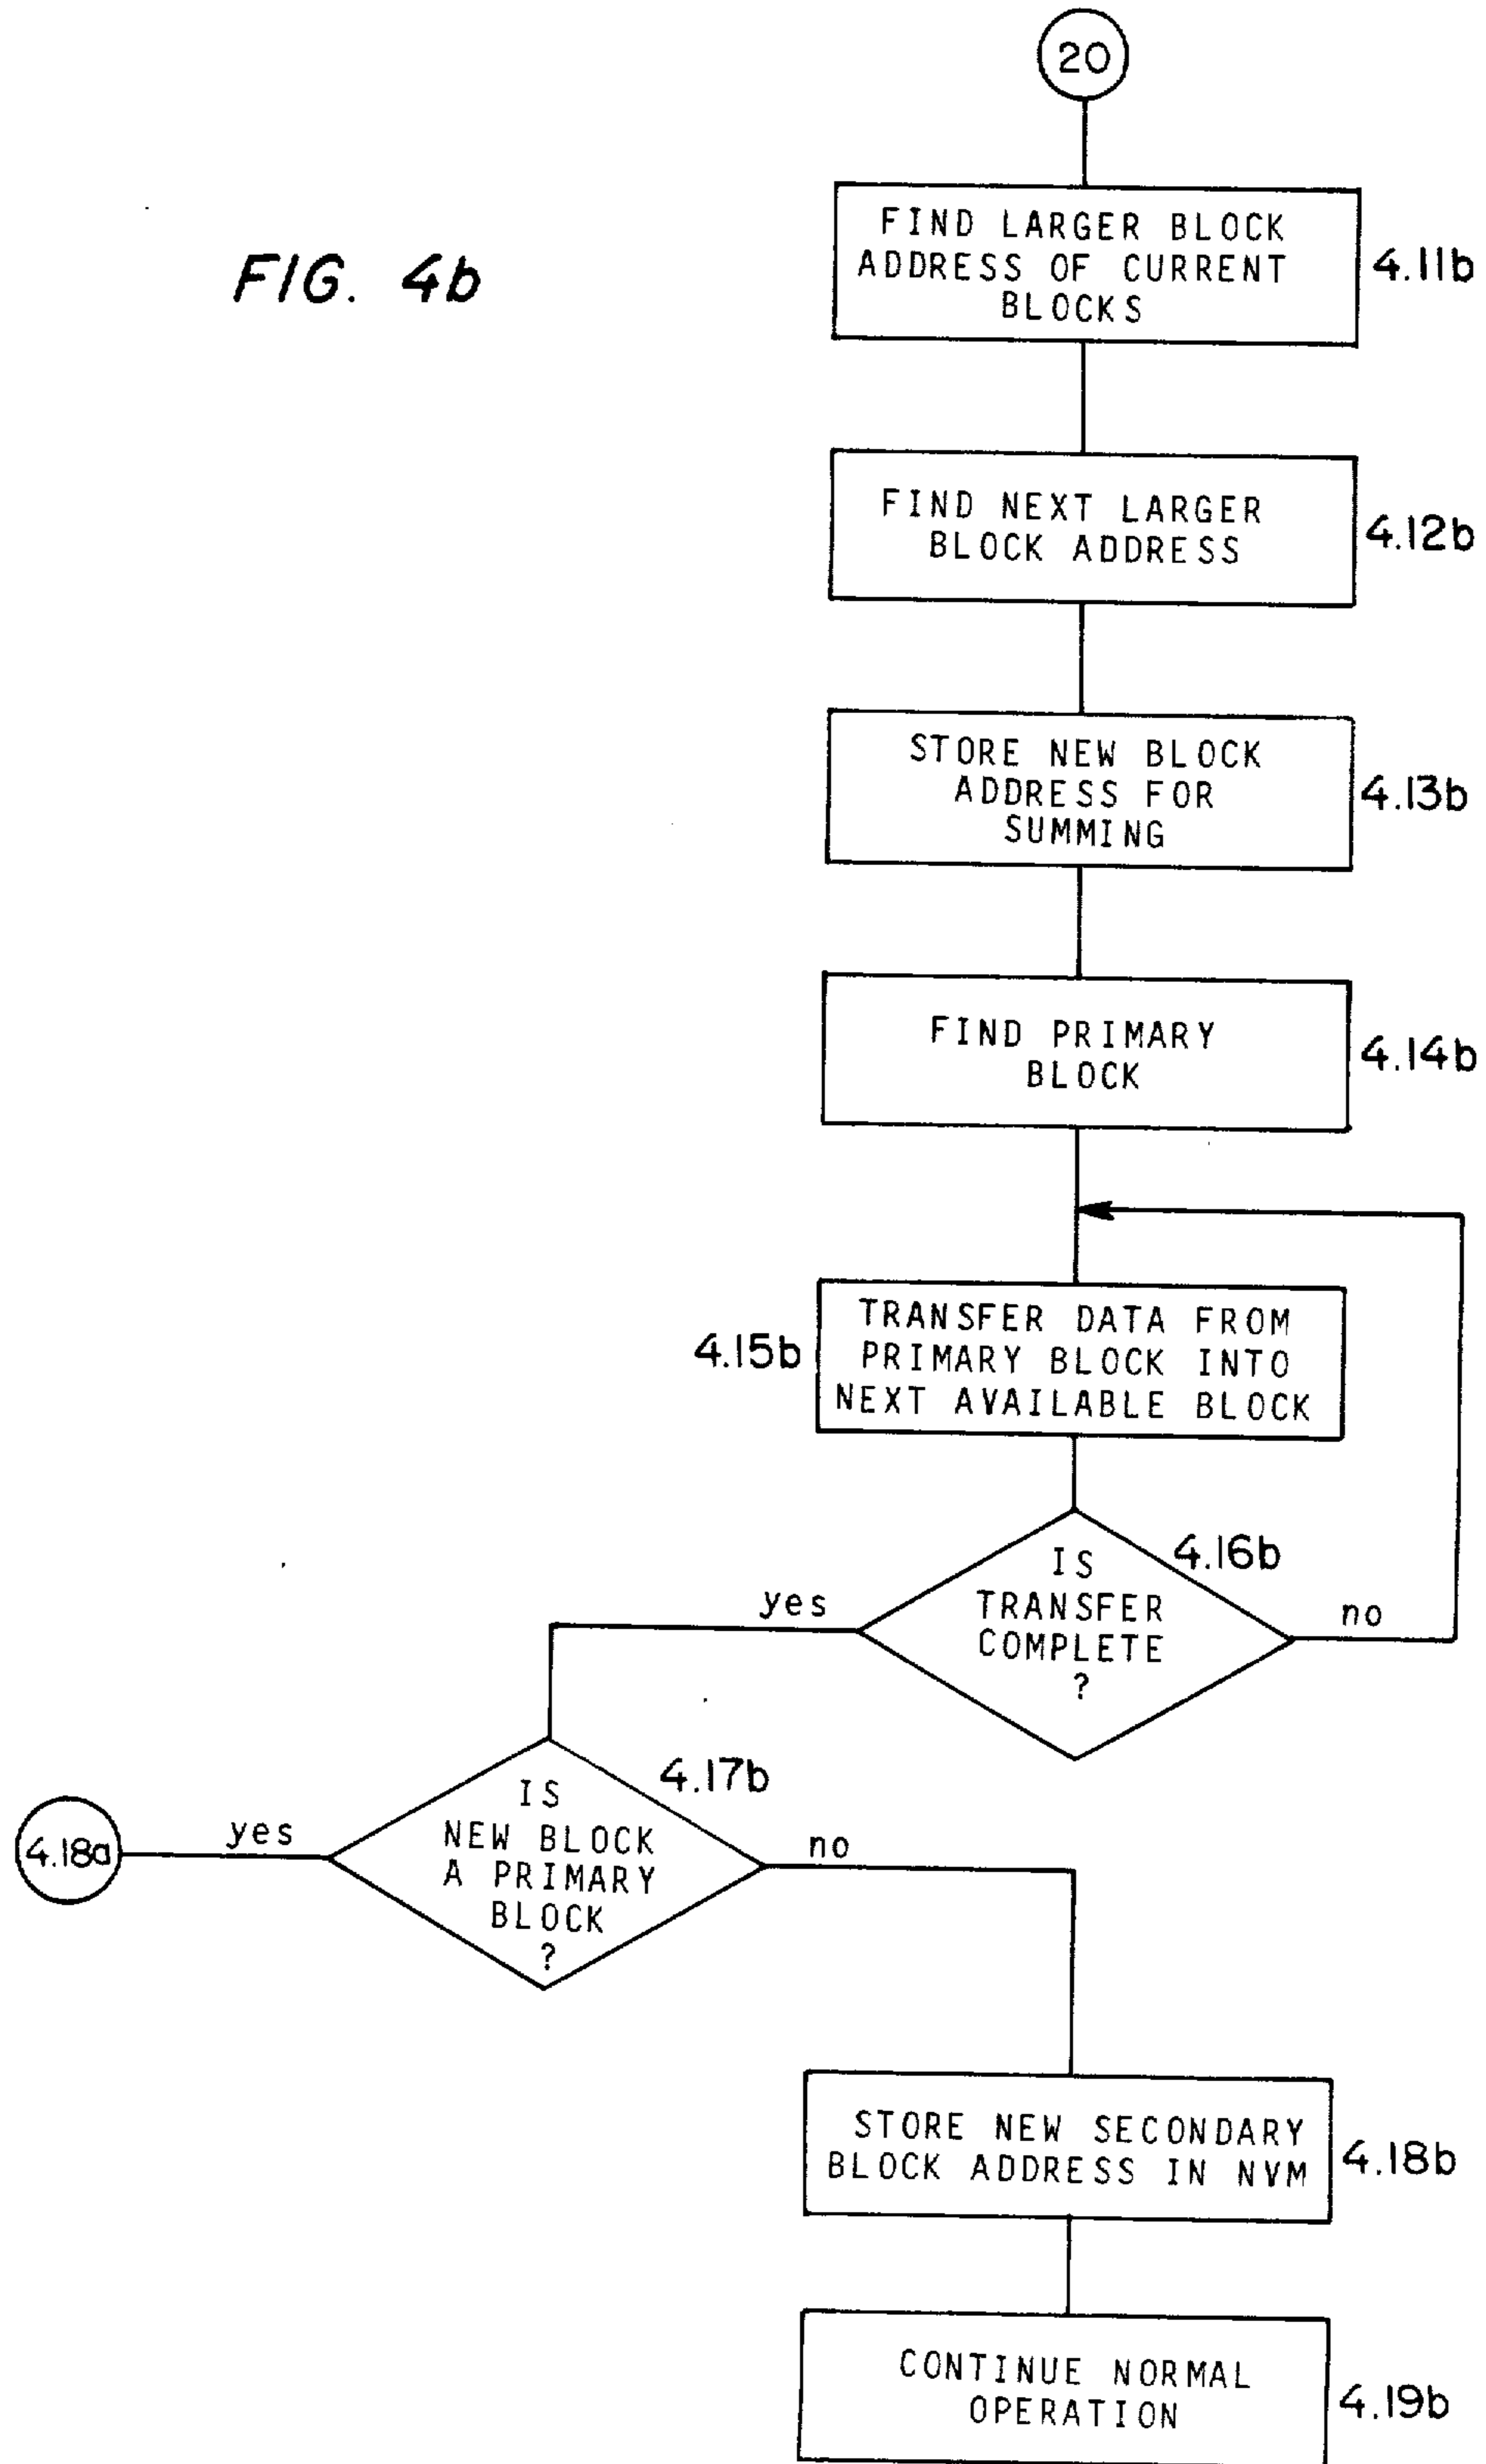 20
FIG. 4b
FIND LARGER BLOCK
ADDRESS OF CURRENT
BLOCKS
4.11b
FIND NEXT LARGER
BLOCK ADDRESS
4.12b
STORE NEW BLOCK
ADDRESS FOR
SUMMING
4.13b
FIND PRIMARY
BLOCK
4.14b
4.15b
TRANSFER DATA FROM
PRIMARY BLOCK INTO
NEXT AVAILABLE BLOCK
4.16b
IS
TRANSFER
COMPLETE
?
yes
no
4.17b
IS
NEW BLOCK
A PRIMARY
BLOCK
?
4.18a
yes
no
STORE NEW SECONDARY
BLOCK ADDRESS IN NVM
4.18b
CONTINUE NORMAL
OPERATION
4.19b